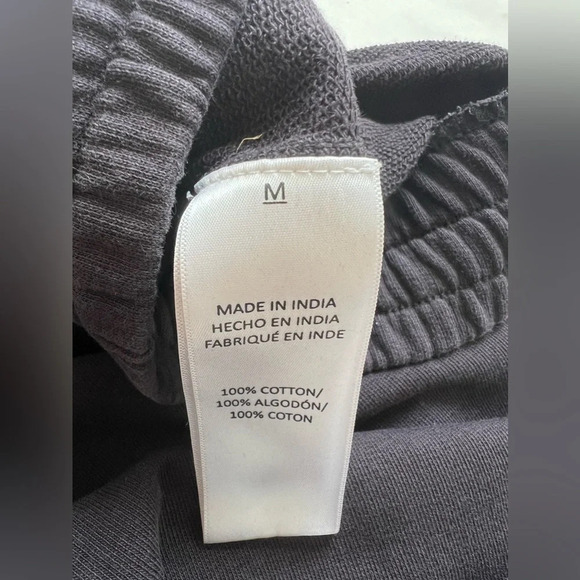 M
MADE IN INDIA
HECHO EN INDIA
FABRIQUÉ EN INDE
100% COTTON/
100% ALGODÓN/
100% COTON